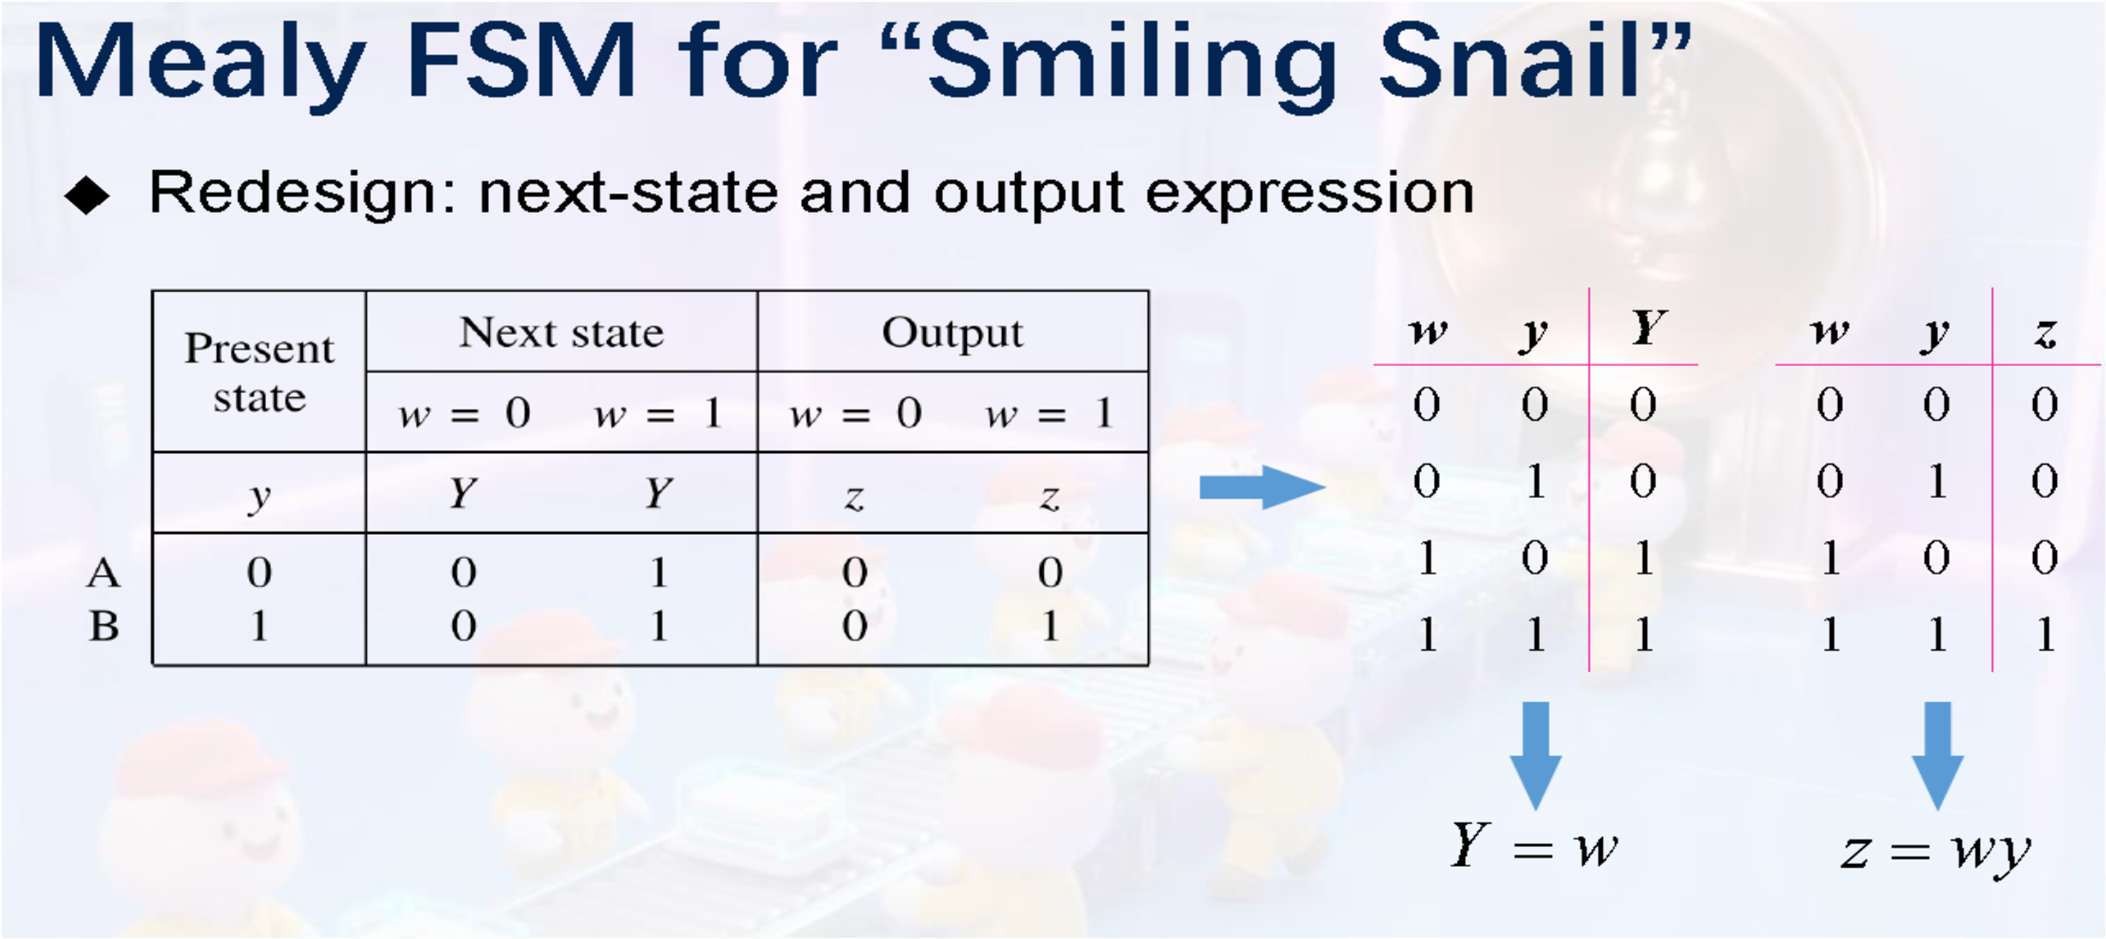 Mealy FSM for “Smiling Snail”
◆ Redesign: next-state and output expression
Present state Next state Output
w = 0 w = 1 w = 0 w = 1
y Y Y z z
A 0 0 1 0 0
B 1 0 1 0 1
w y Y
0 0 0
0 1 0
1 0 1
1 1 1
Y = w
w y z
0 0 0
0 1 0
1 0 0
1 1 1
z = wy